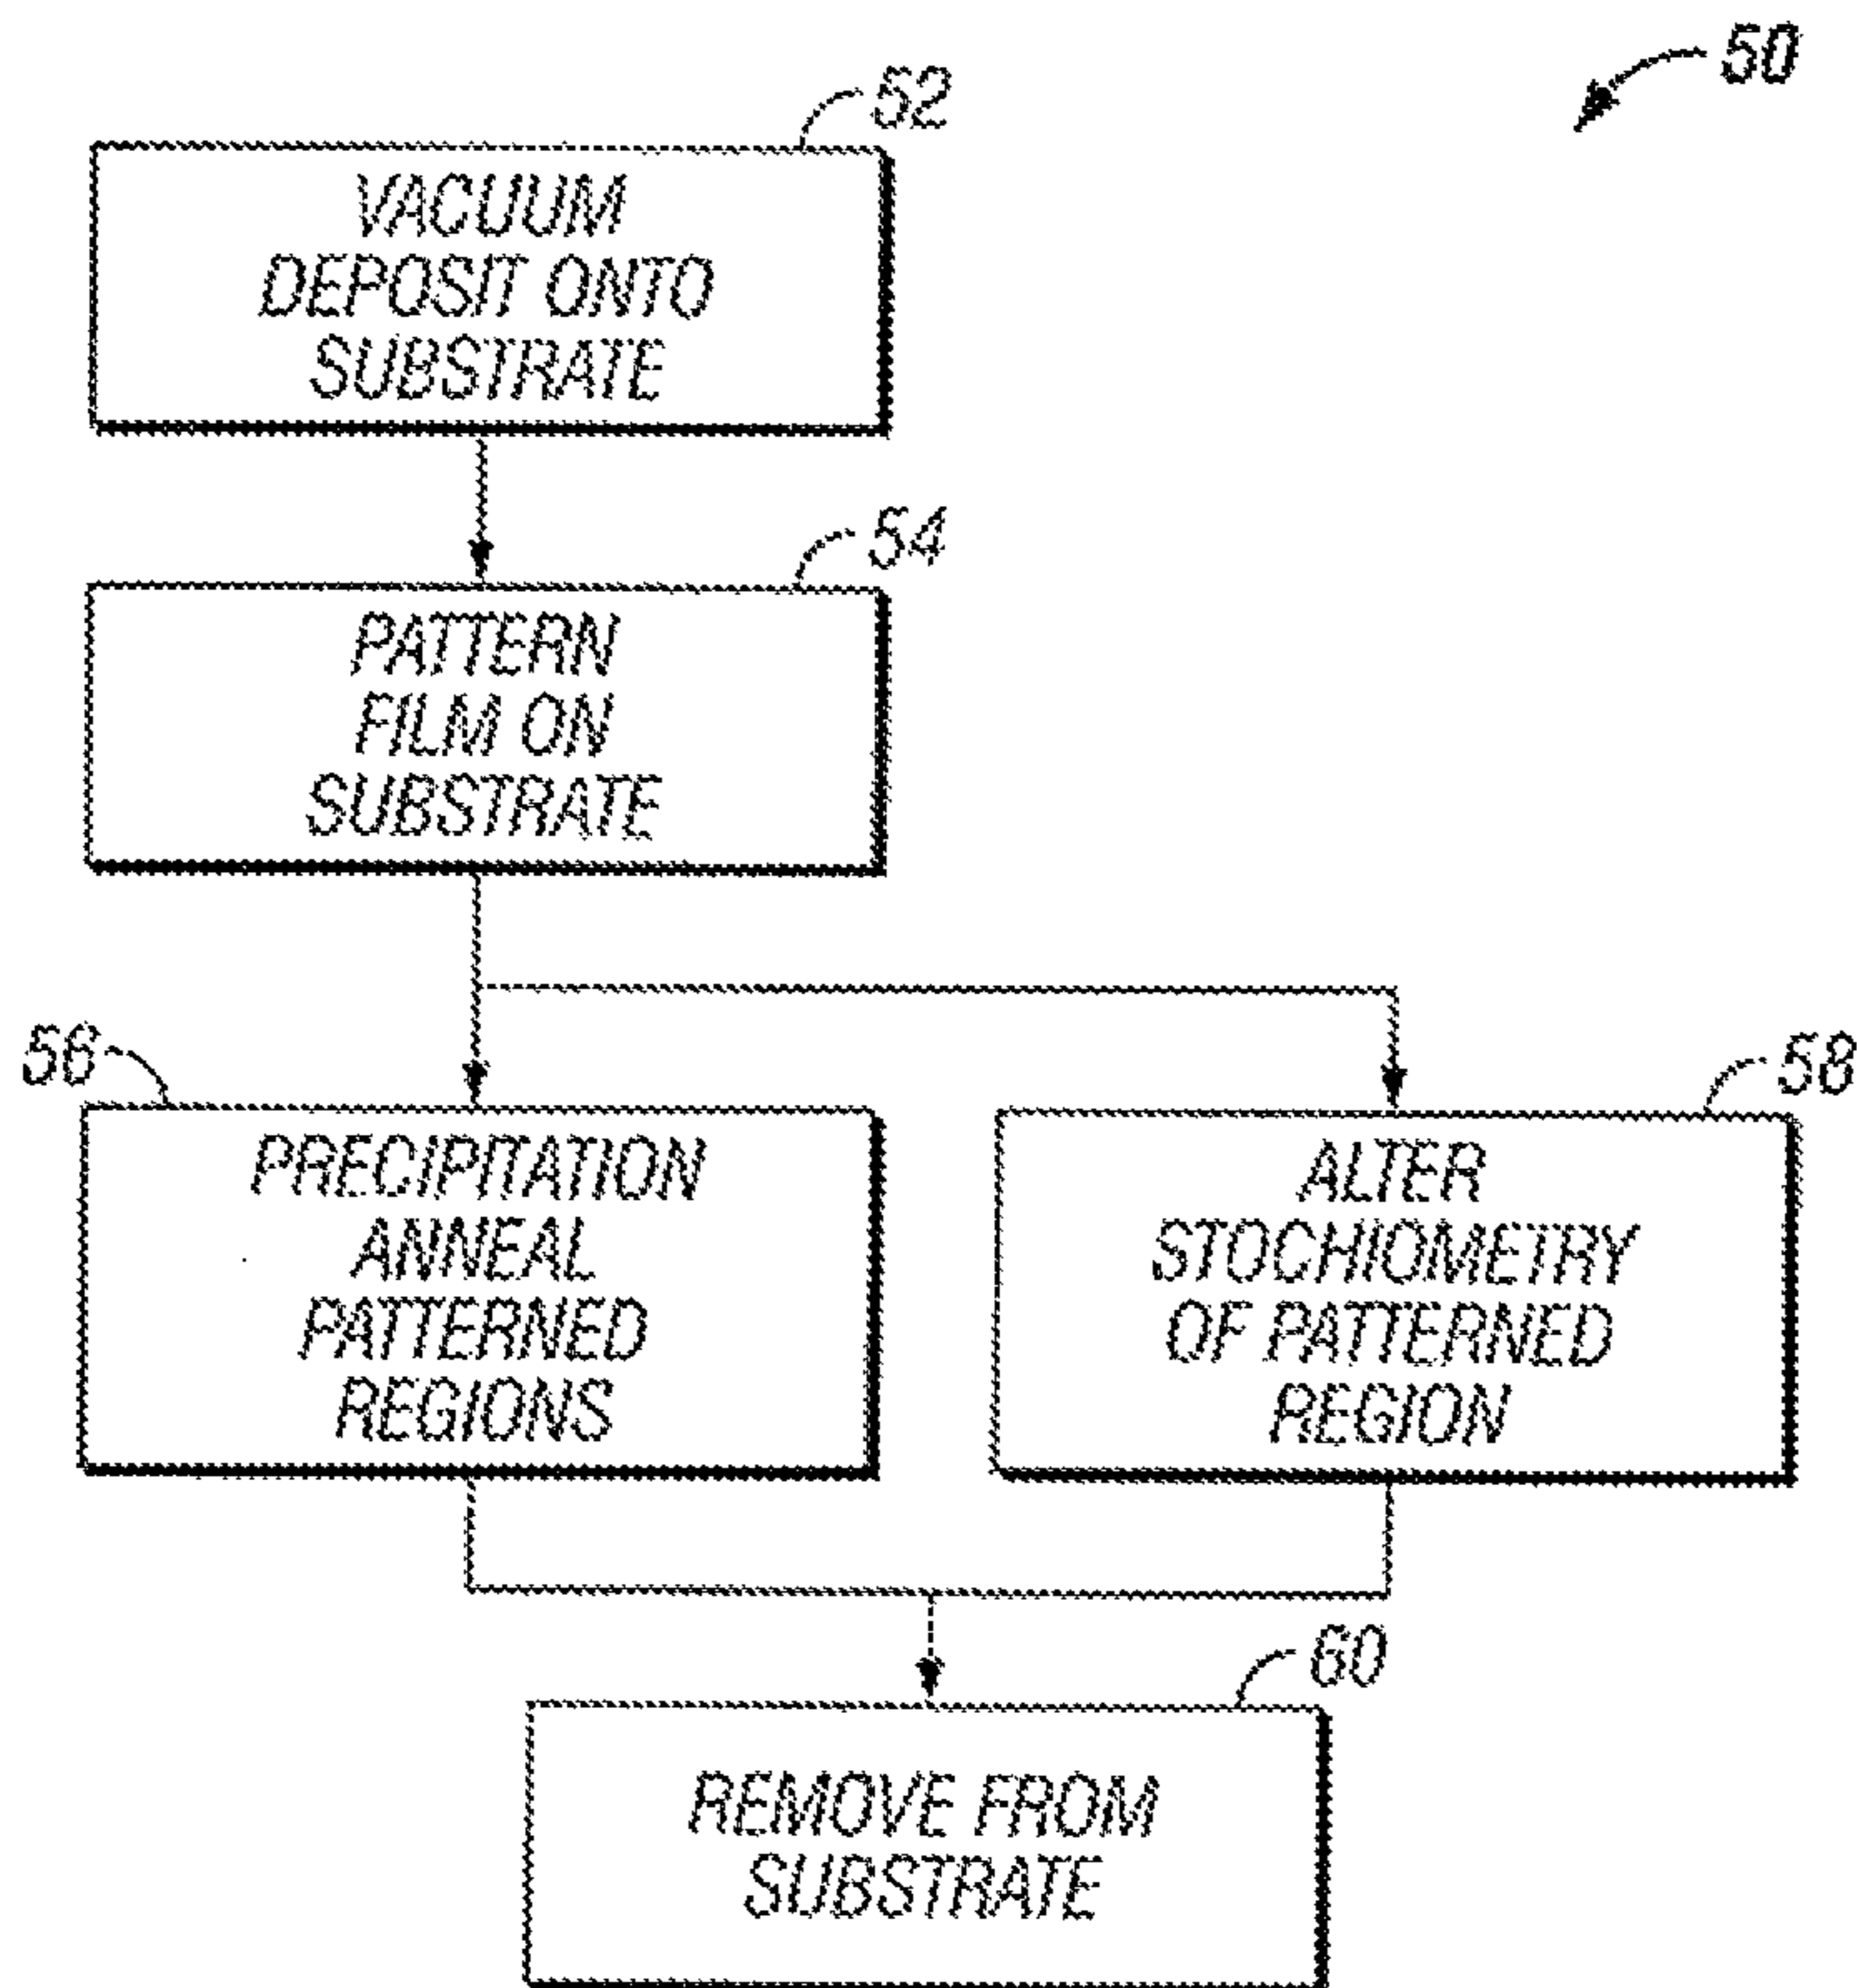 50
52
VACUUM
DEPOSIT ONTO
SUBSTRATE
54
PATTERN
FILM ON
SUBSTRATE
56
PRECIPITATION
ANNEAL
PATTERNED
REGIONS
58
ALTER
STOCHIOMETRY
OF PATTERNED
REGION
60
REMOVE FROM
SUBSTRATE